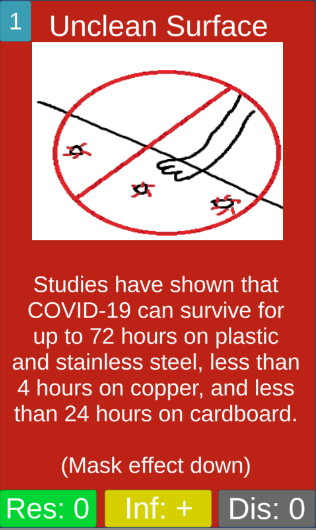 1
Unclean Surface
Studies have shown that
COVID-19 can survive for
up to 72 hours on plastic
and stainless steel, less than
4 hours on copper, and less
than 24 hours on cardboard.
(Mask effect down)
Res: 0
Inf: +
Dis: 0